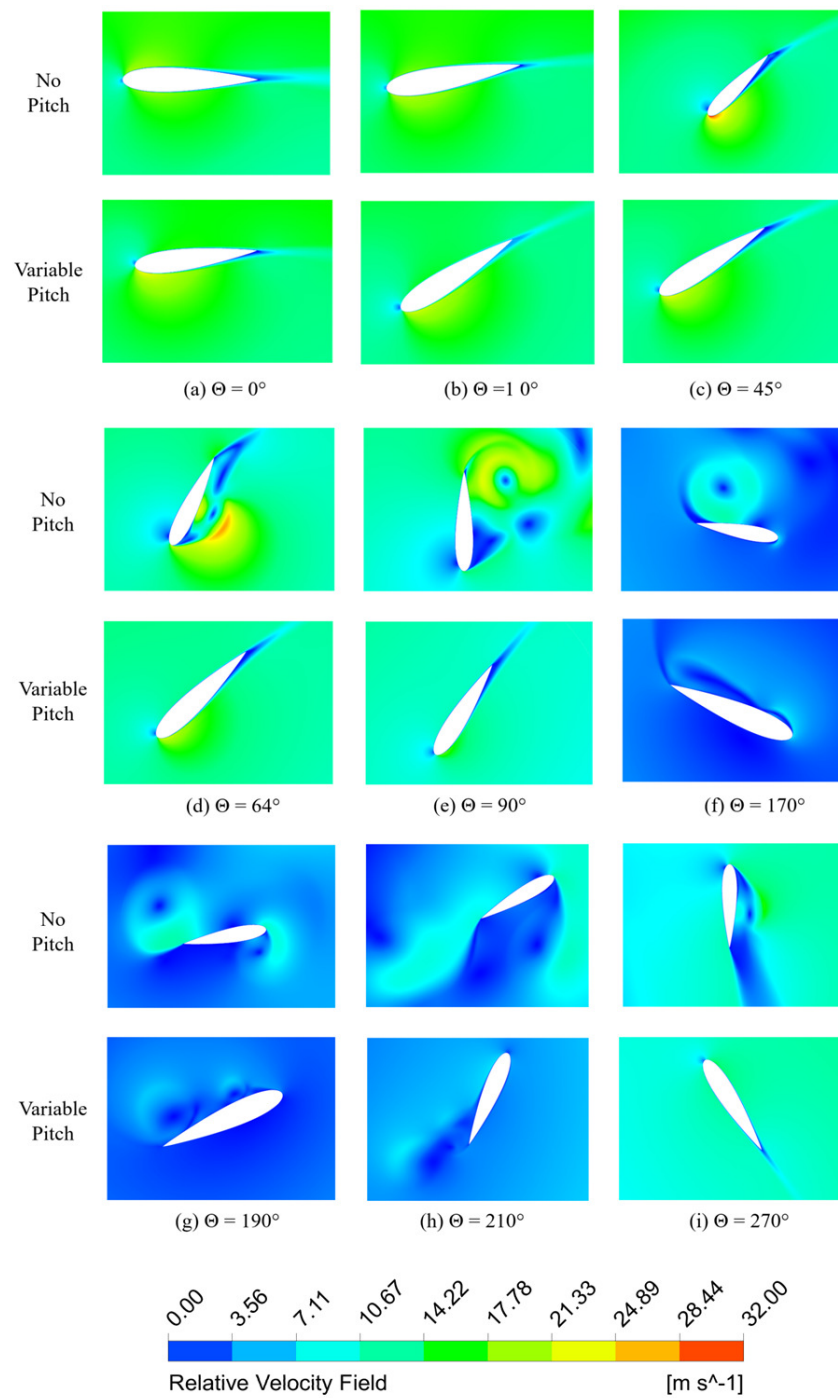 No
Pitch
Variable
Pitch
(a) Θ = 0°
(b) Θ =1 0°
(c) Θ = 45°
No
Pitch
Variable
Pitch
(d) Θ = 64°
(e) Θ = 90°
(f) Θ = 170°
No
Pitch
Variable
Pitch
(g) Θ = 190°
(h) Θ = 210°
(i) Θ = 270°
0.00 3.56 7.11 10.67 14.22 17.78 21.33 24.89 28.44 32.00
Relative Velocity Field [m s^-1]